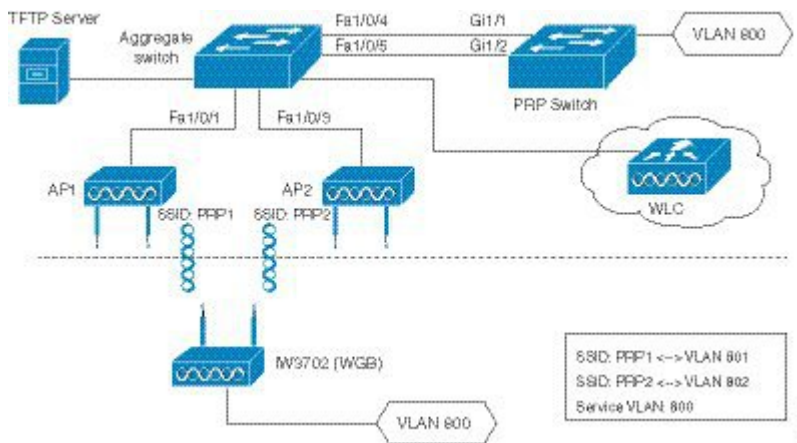 TFTP Server
Aggregate
switch
Fa1/0/4
Gi1/1
Fa1/0/5
Gi1/2
VLAN 800
PRP Switch
Fa1/0/1
Fa1/0/9
AP1
AP2
SSID: PRP1
SSID: PRP2
WLC
IW3702 (WGB)
SSID: PRP1 <--> VLAN 801
SSID: PRP2 <--> VLAN 802
Service VLAN: 800
VLAN 800